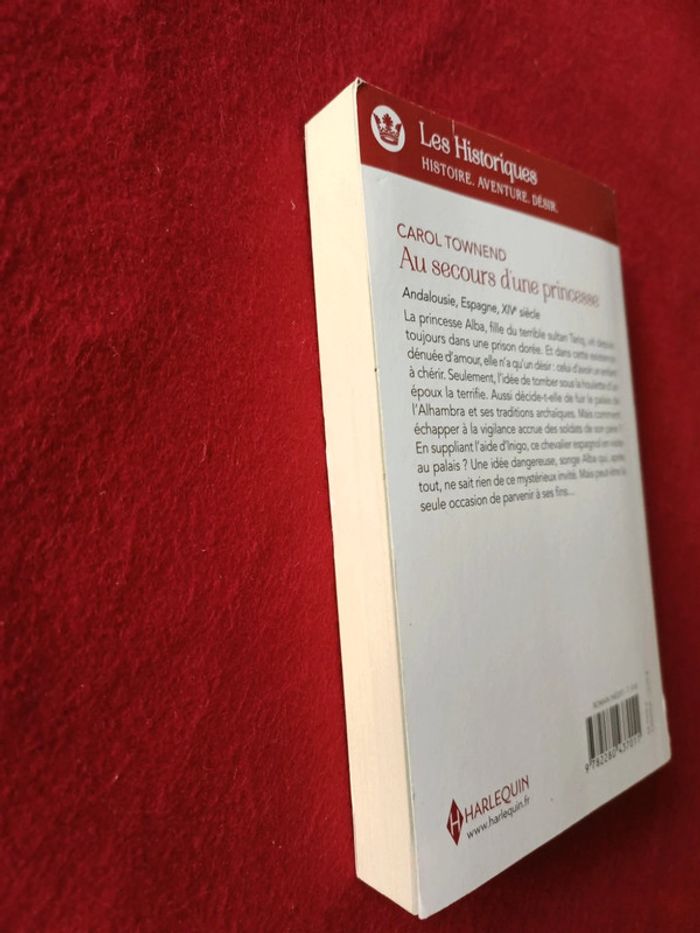 Les Historiques
HISTOIRE. AVENTURE. DÉSIR.
CAROL TOWNEND
Au secours d'une princesse
Andalousie, Espagne, XIVe siècle
La princesse Alba, fille du terrible sultan Tariq, vit depuis
toujours dans une prison dorée. Et dans cette existence
dénuée d'amour, elle n'a qu'un désir : celui d'avoir un enfant
à chérir. Seulement, l'idée de tomber sous la houlette d'un
époux la terrifie. Aussi décide-t-elle de fuir le palais de
l'Alhambra et ses traditions archaïques. Mais comment
échapper à la vigilance accrue des soldats de son père ?
En suppliant l'aide d'Inigo, ce chevalier espagnol en visite
au palais ? Une idée dangereuse, songe Alba qui, après
tout, ne sait rien de ce mystérieux invité. Mais peut-être la
seule occasion de parvenir à ses fins...
ROMAN INÉDIT
9 782280 437011
H HARLEQUIN
www.harlequin.fr